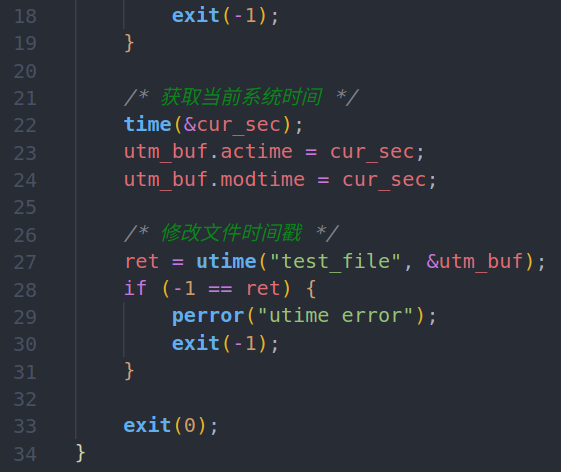 18 exit(-1);
19 }
20
21 /* 获取当前系统时间 */
22 time(&cur_sec);
23 utm_buf.actime = cur_sec;
24 utm_buf.modtime = cur_sec;
25
26 /* 修改文件时间戳 */
27 ret = utime("test_file", &utm_buf);
28 if (-1 == ret) {
29 perror("utime error");
30 exit(-1);
31 }
32
33 exit(0);
34 }